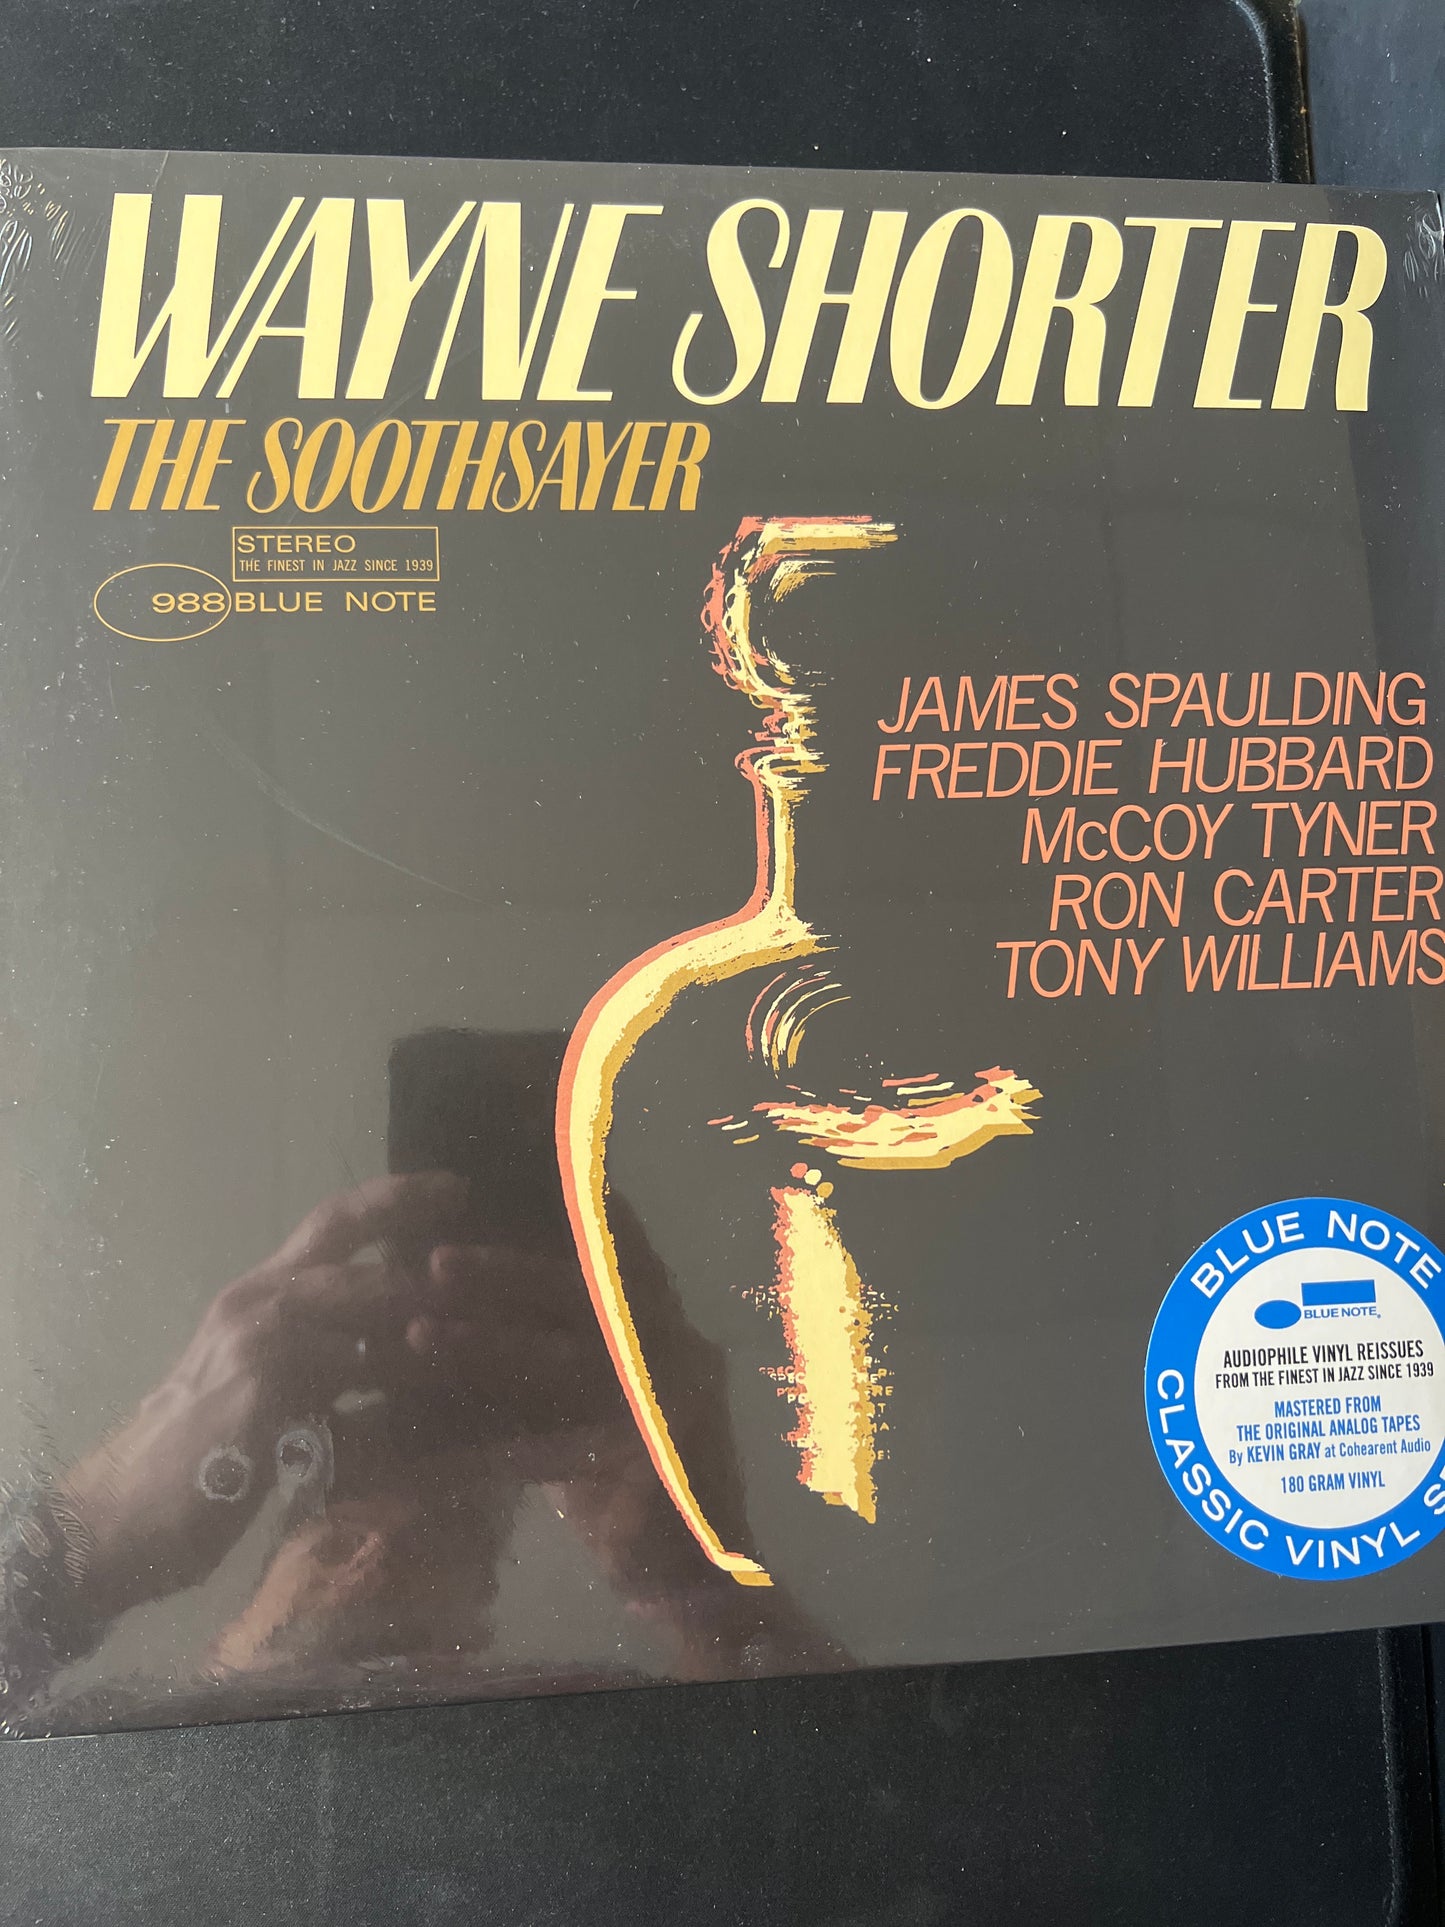 WAYNE SHORTER
THE SOOTHSAYER
STEREO
THE FINEST IN JAZZ SINCE 1939
988 BLUE NOTE
JAMES SPAULDING
FREDDIE HUBBARD
McCOY TYNER
RON CARTER
TONY WILLIAMS
BLUE NOTE
BLUE NOTE®
AUDIOPHILE VINYL REISSUES
FROM THE FINEST IN JAZZ SINCE 1939
MASTERED FROM
THE ORIGINAL ANALOG TAPES
By KEVIN GRAY at Cohearent Audio
180 GRAM VINYL
CLASSIC VINYL S